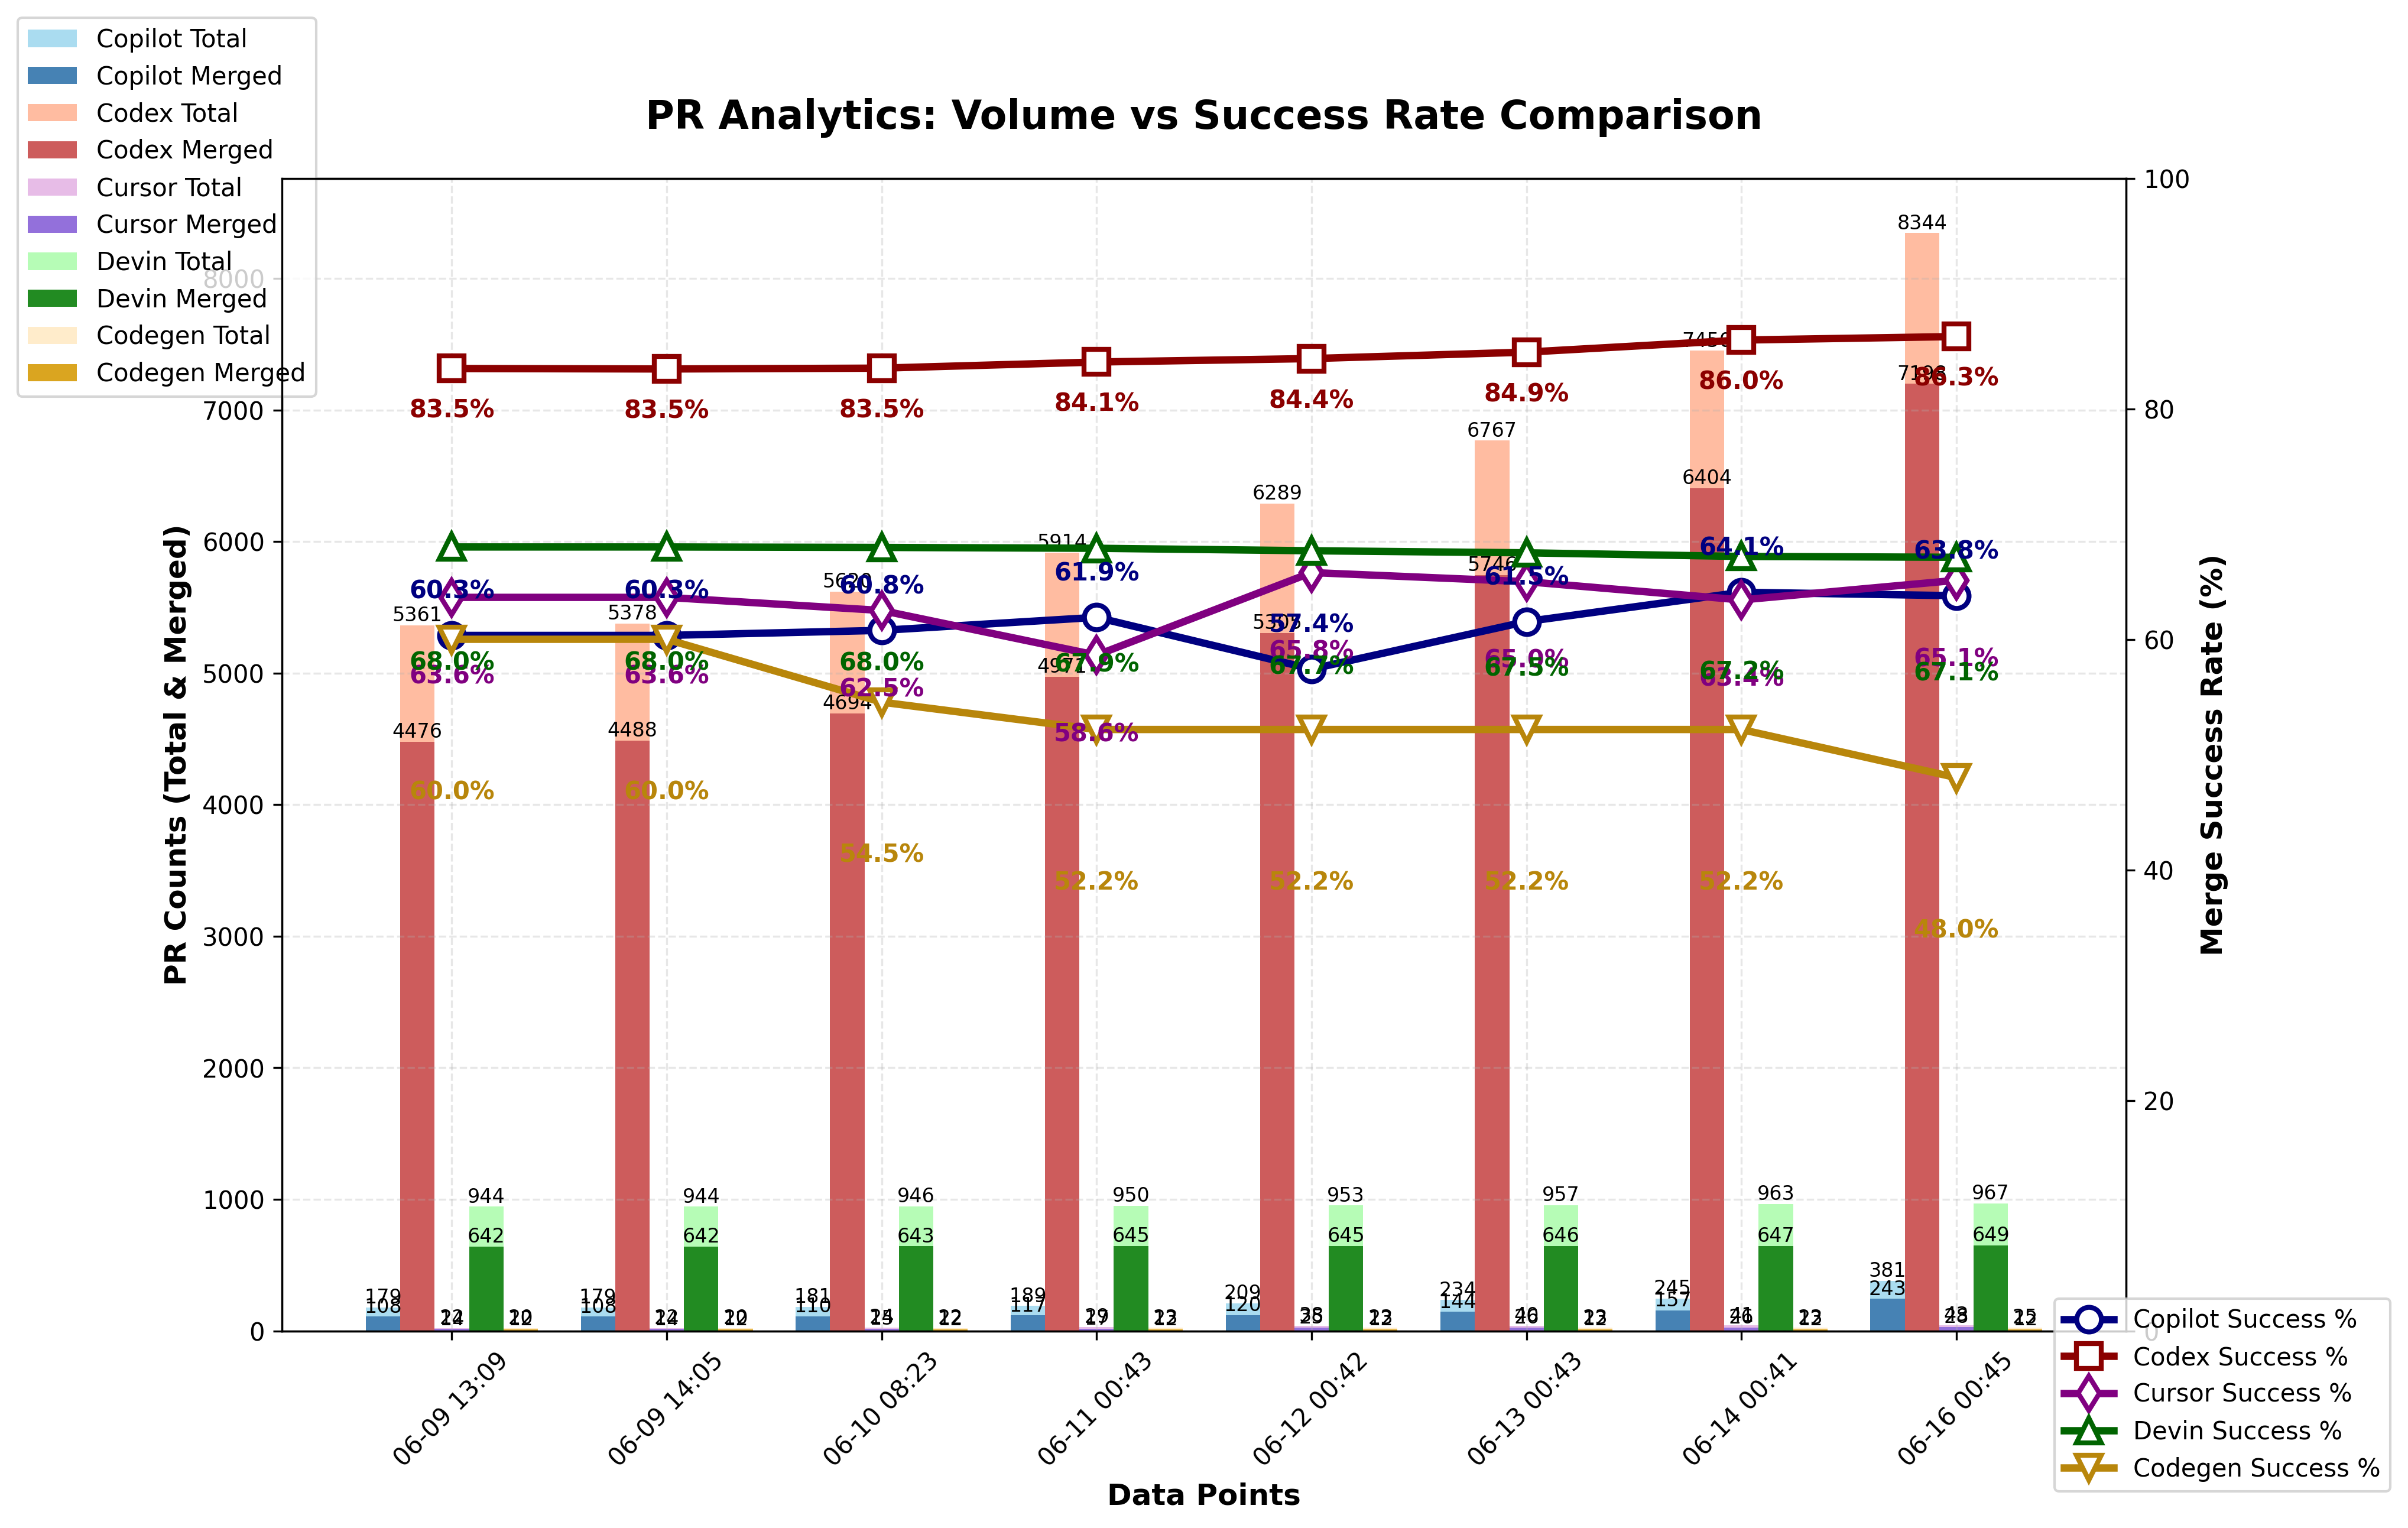 Copilot Total
Copilot Merged
Codex Total
Codex Merged
Cursor Total
Cursor Merged
Devin Total
Devin Merged
Codegen Total
Codegen Merged
PR Analytics: Volume vs Success Rate Comparison
PR Counts (Total & Merged)
8000
7000
6000
5000
4000
3000
2000
1000
0
Merge Success Rate (%)
100
80
60
40
20
0
83.5% 83.5% 83.5% 84.1% 84.4% 84.9% 86.0% 86.3%
60.3% 60.3% 60.8% 61.9% 57.4% 61.5% 64.1% 63.8%
68.0% 68.0% 68.0% 67.9% 67.7% 67.5% 67.2% 67.1%
63.6% 63.6% 62.5% 58.6% 65.8% 65.0% 63.4% 65.1%
60.0% 60.0% 54.5% 52.2% 52.2% 52.2% 52.2% 48.0%
5361 5378 5620 5914 6289 6767 8344
4476 4488 4694 4971 5746 6404
944 944 946 950 953 957 963 967
642 642 643 645 645 646 647 649
179 179 181 189 209 234 245 381
108 108 110 117 120 144 157 243
06-09 13:09
06-09 14:05
06-10 08:23
06-11 00:43
06-12 00:42
06-13 00:43
06-14 00:41
06-16 00:45
Data Points
Copilot Success %
Codex Success %
Cursor Success %
Devin Success %
Codegen Success %